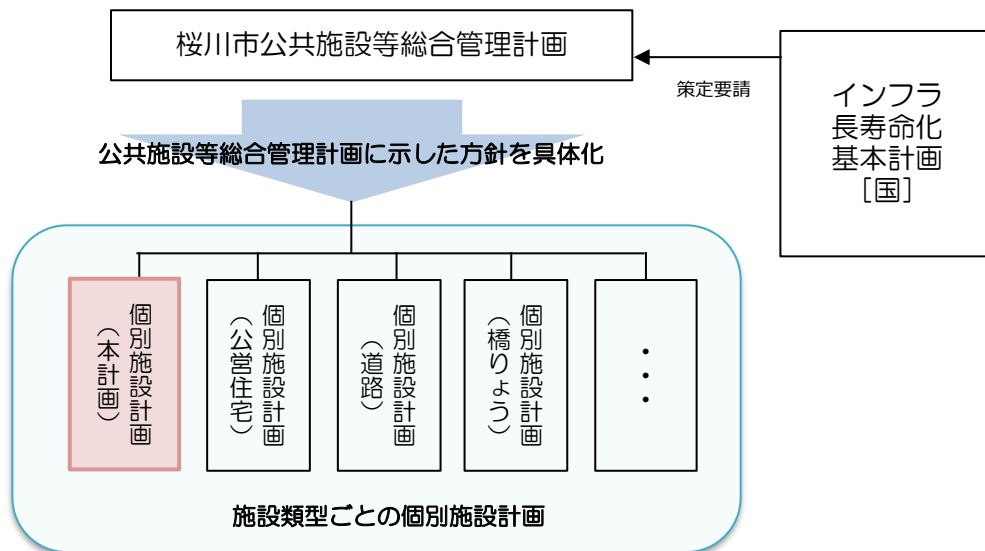 桜川市公共施設等総合管理計画
策定要請
インフラ
長寿命化
基本計画
[国]
公共施設等総合管理計画に示した方針を具体化
個別施設計画
（本計画）
個別施設計画
（公営住宅）
個別施設計画
（道路）
個別施設計画
（橋りょう）
・・・
施設類型ごとの個別施設計画